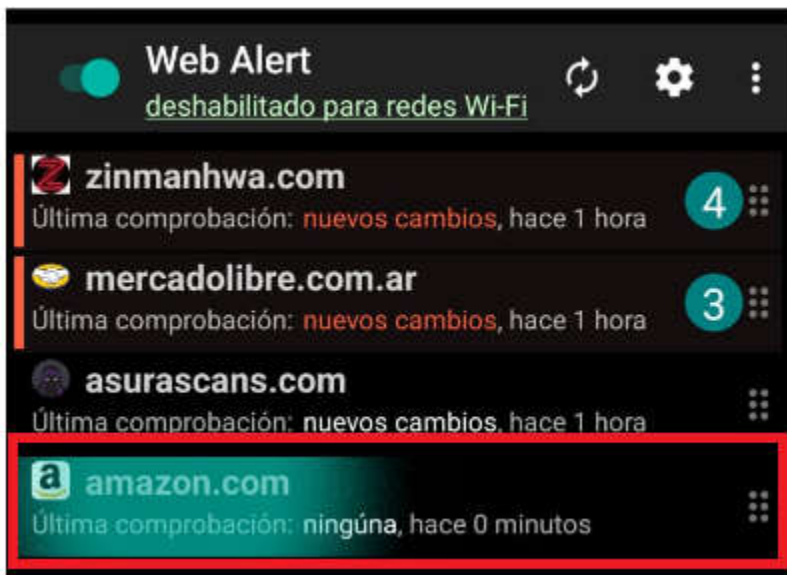 Web Alert
deshabilitado para redes Wi-Fi
zinmanhwa.com
Última comprobación: nuevos cambios, hace 1 hora
4
mercadolibre.com.ar
Última comprobación: nuevos cambios, hace 1 hora
3
asurascans.com
Última comprobación: nuevos cambios, hace 1 hora
a
amazon.com
Última comprobación: ningúna, hace 0 minutos